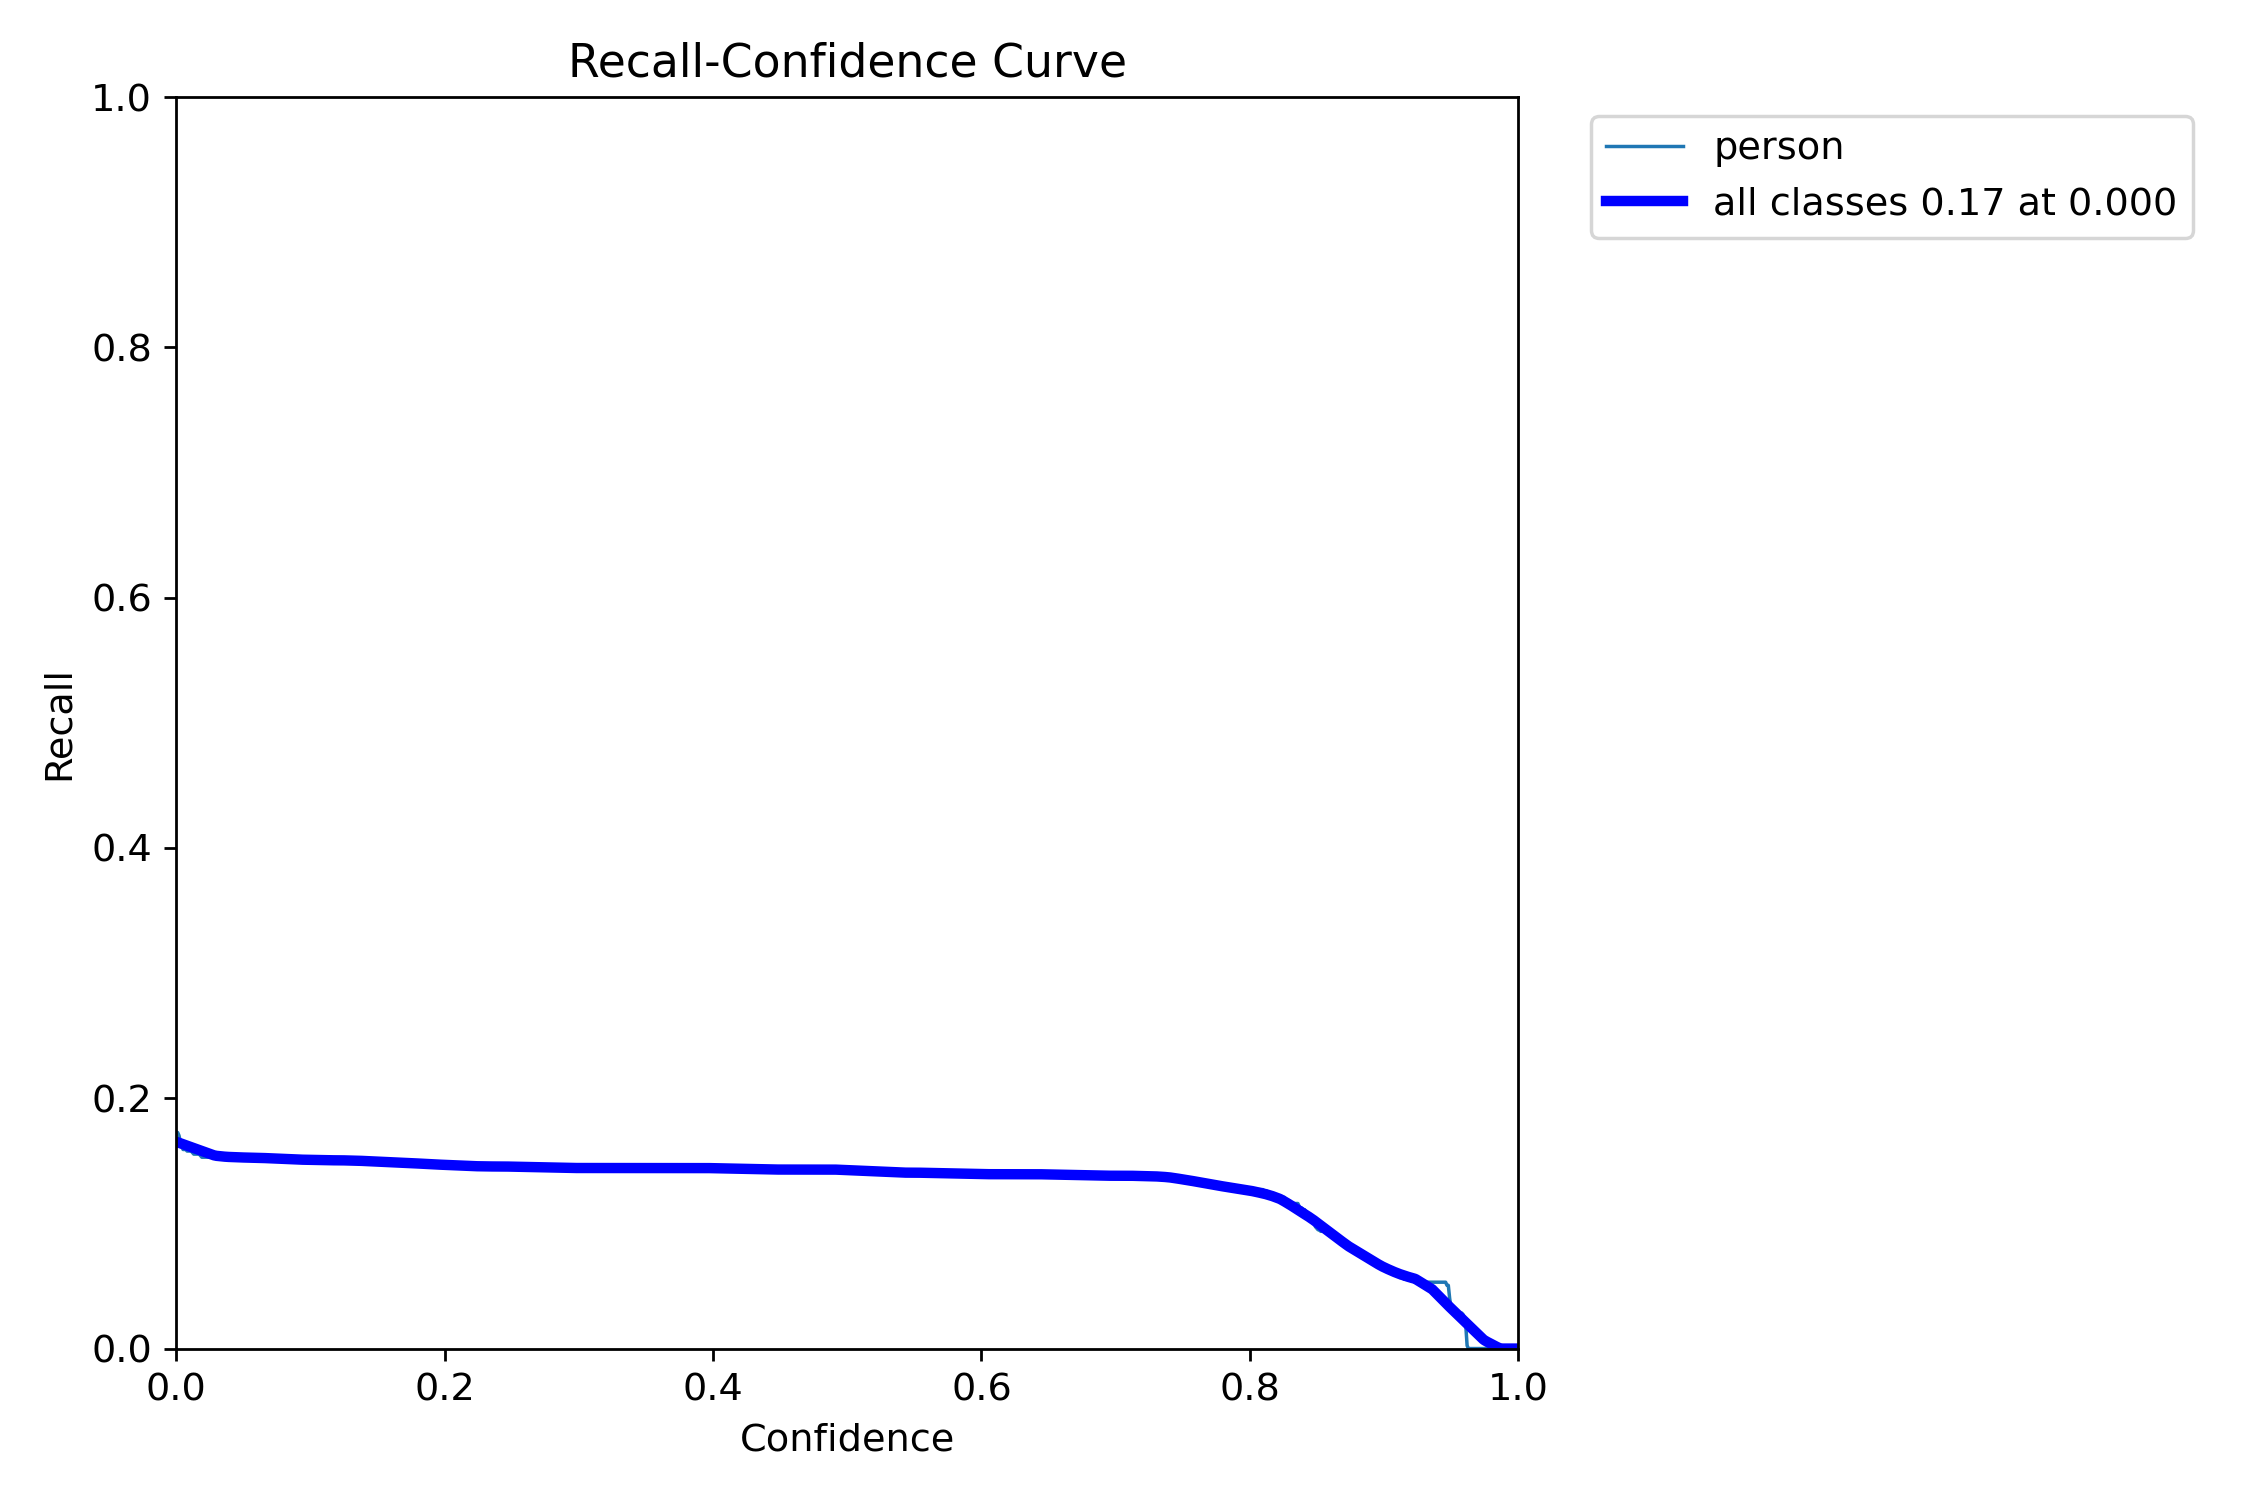 Recall-Confidence Curve
1.0
0.8
0.6
0.4
0.2
0.0
Recall
0.0 0.2 0.4 0.6 0.8 1.0
Confidence
person
all classes 0.17 at 0.000